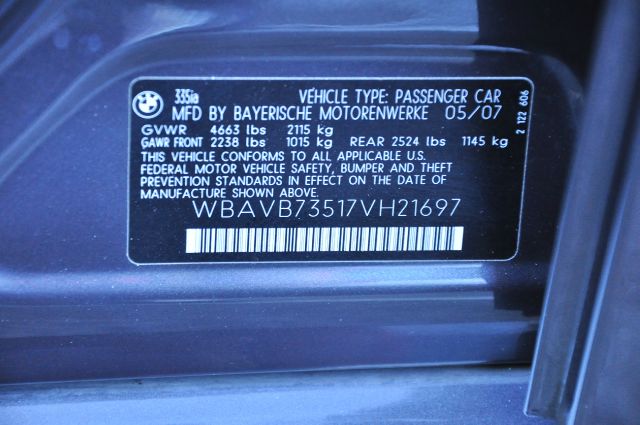 335ia VEHICLE TYPE: PASSENGER CAR
MFD BY BAYERISCHE MOTORENWERKE 05/07
GVWR 4663 lbs 2115 kg
GAWR FRONT 2238 lbs 1015 kg REAR 2524 lbs 1145 kg
THIS VEHICLE CONFORMS TO ALL APPLICABLE U.S.
FEDERAL MOTOR VEHICLE SAFETY, BUMPER AND THEFT
PREVENTION STANDARDS IN EFFECT ON THE DATE OF
MANUFACTURE SHOWN ABOVE.
WBAVB73517VH21697
2 122 606